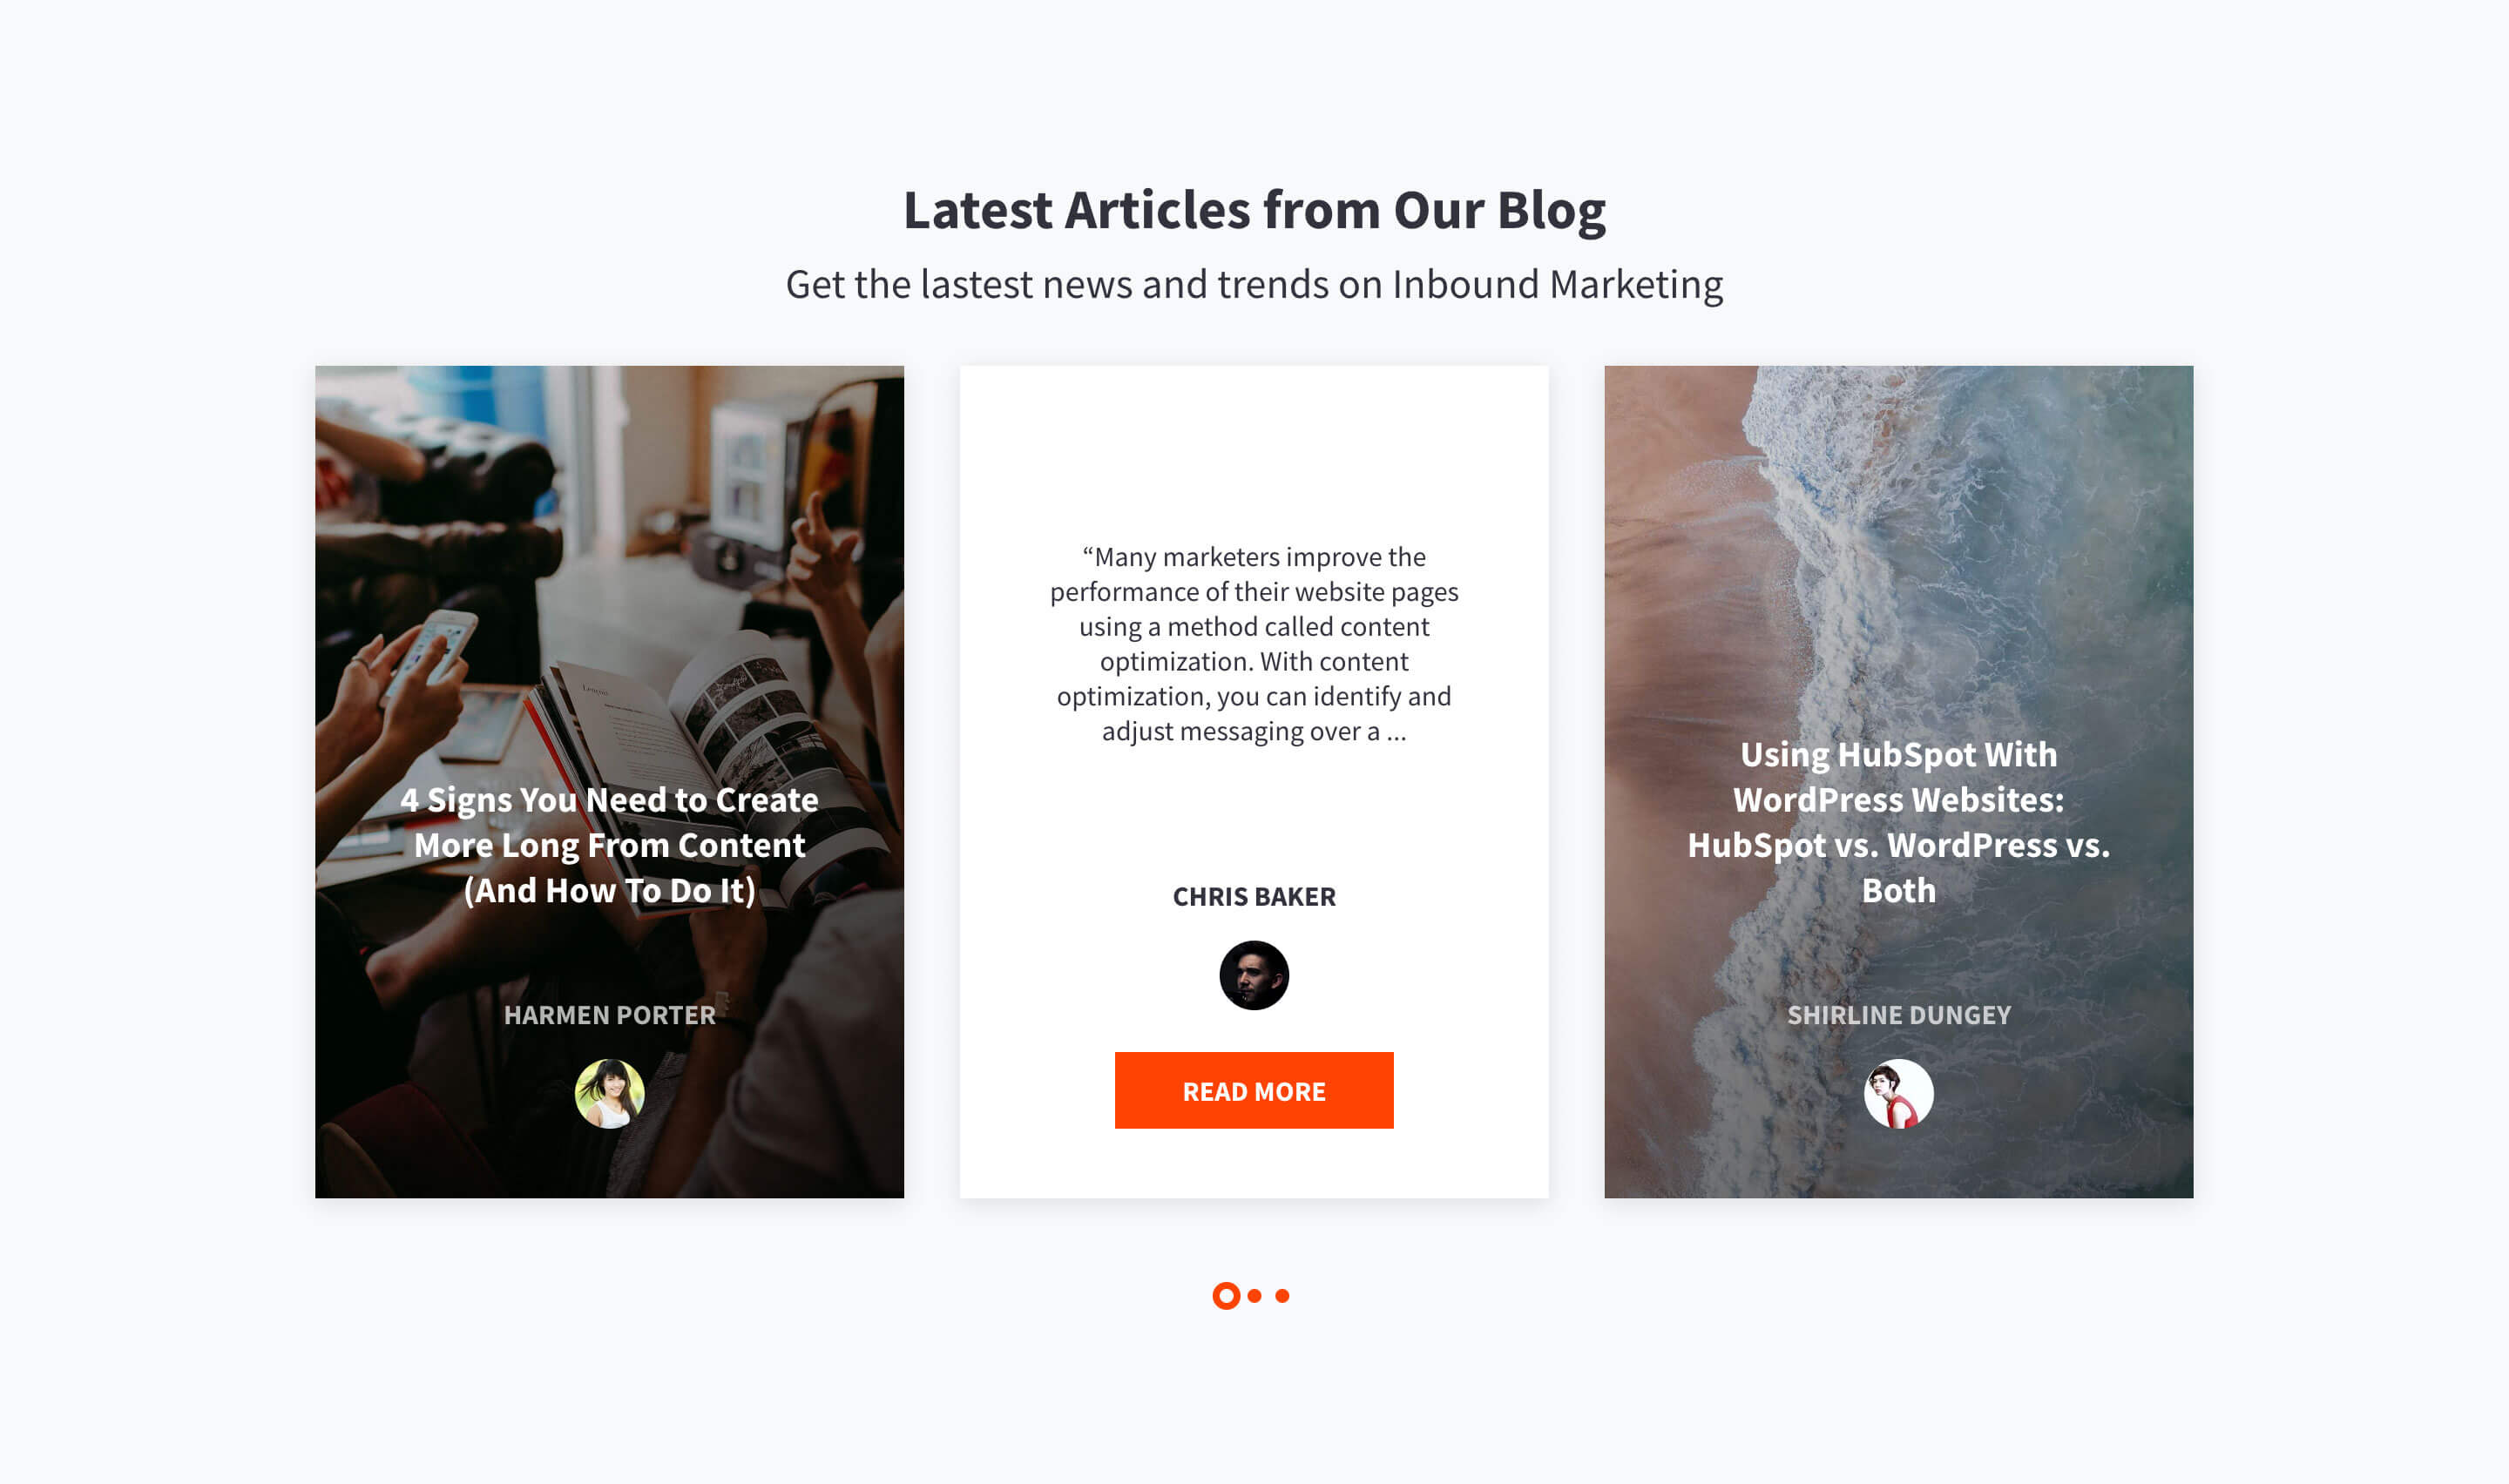 Latest Articles from Our Blog
Get the lastest news and trends on Inbound Marketing
4 Signs You Need to Create
More Long From Content
(And How To Do It)
HARMEN PORTER
“Many marketers improve the
performance of their website pages
using a method called content
optimization. With content
optimization, you can identify and
adjust messaging over a ...
CHRIS BAKER
READ MORE
Using HubSpot With
WordPress Websites:
HubSpot vs. WordPress vs.
Both
SHIRLINE DUNGEY